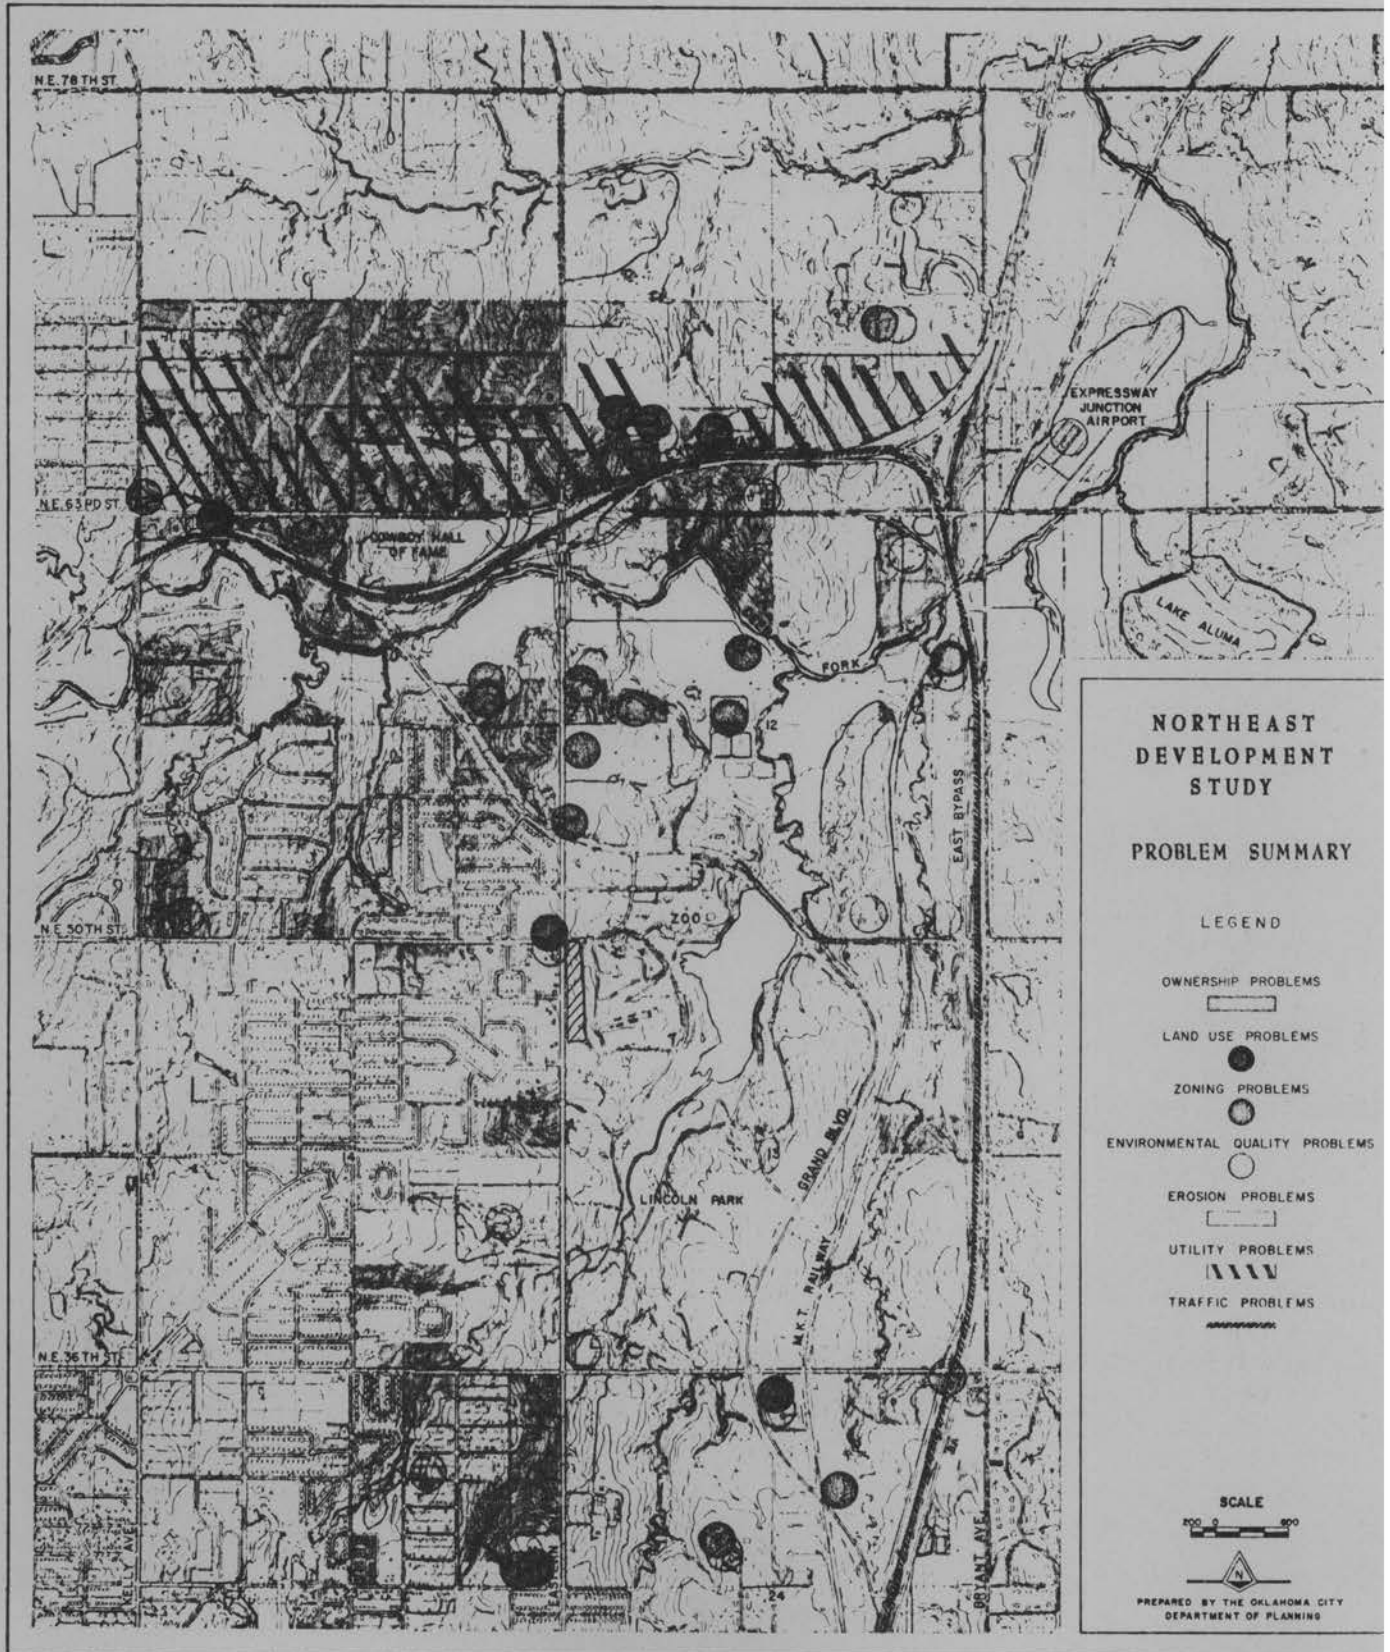 N.E. 78TH ST.
EXPRESSWAY
JUNCTION
AIRPORT
N.E. 63RD ST.
COWBOY HALL
OF FAME
LAKE ALUMA
FORK
12
EAST BYPASS
N.E. 50TH ST.
ZOO
GRAND BLVD
LINCOLN PARK
M.K.T. RAILWAY
N.E. 36TH ST.
KELLY AVE
BRYANT AVE.
24
NORTHEAST
DEVELOPMENT
STUDY
PROBLEM SUMMARY
LEGEND
OWNERSHIP PROBLEMS
LAND USE PROBLEMS
ZONING PROBLEMS
ENVIRONMENTAL QUALITY PROBLEMS
EROSION PROBLEMS
UTILITY PROBLEMS
TRAFFIC PROBLEMS
SCALE
200 0 600
N
PREPARED BY THE OKLAHOMA CITY
DEPARTMENT OF PLANNING